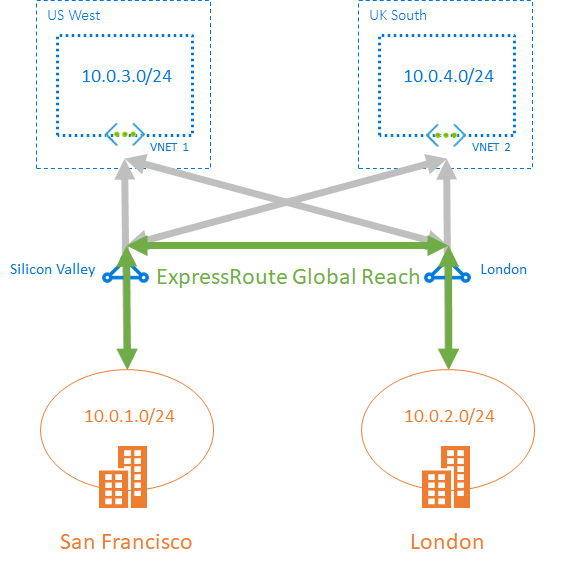 US West
UK South
10.0.3.0/24
10.0.4.0/24
VNET 1
VNET 2
Silicon Valley
ExpressRoute Global Reach
London
10.0.1.0/24
10.0.2.0/24
San Francisco
London